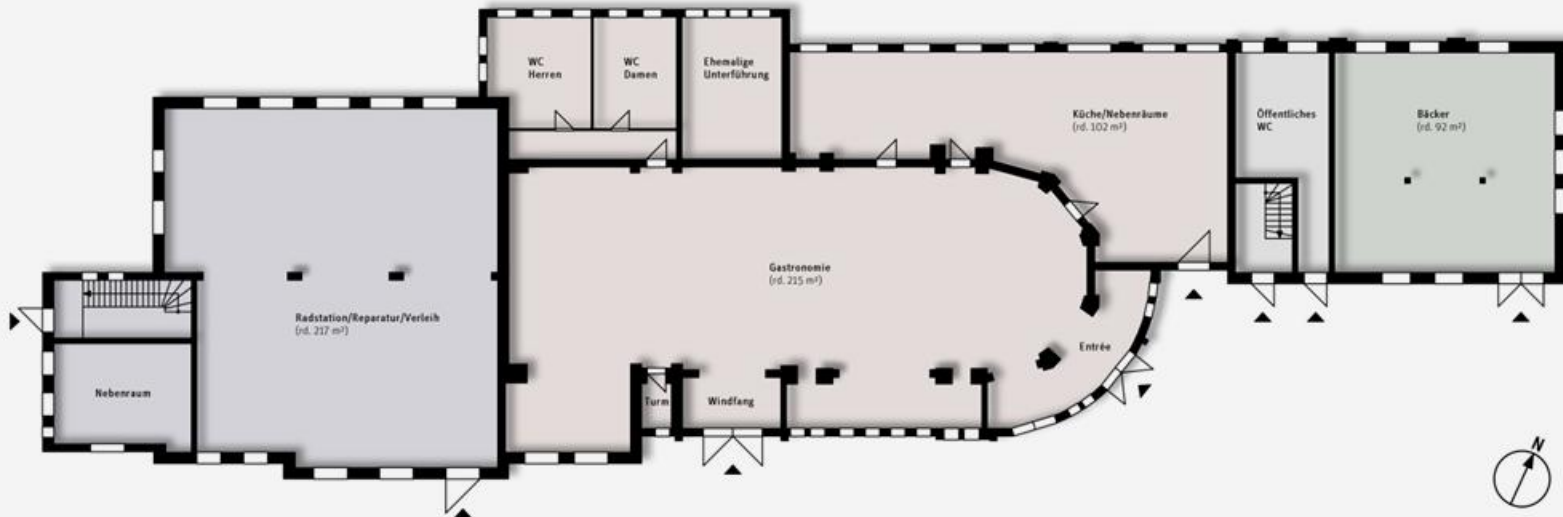 WC
Herren
WC
Damen
Ehemalige
Unterführung
Küche/Nebenräume
(rd. 102 m²)
Öffentliches
WC
Bäcker
(rd. 92 m²)
Gastronomie
(rd. 215 m²)
Radstation/Reparatur/Verleih
(rd. 217 m²)
Entrée
Nebenraum
Turm
Windfang
N